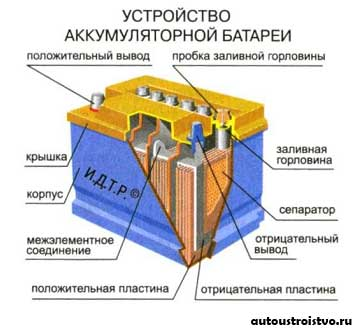 УСТРОЙСТВО
АККУМУЛЯТОРНОЙ БАТАРЕИ
положительный вывод
пробка заливной горловины
крышка
заливная
горловина
корпус
И.Д.Т.Р. ©
сепаратор
межэлементное
соединение
отрицательный
вывод
положительная пластина
отрицательная пластина
autoustroistvo.ru